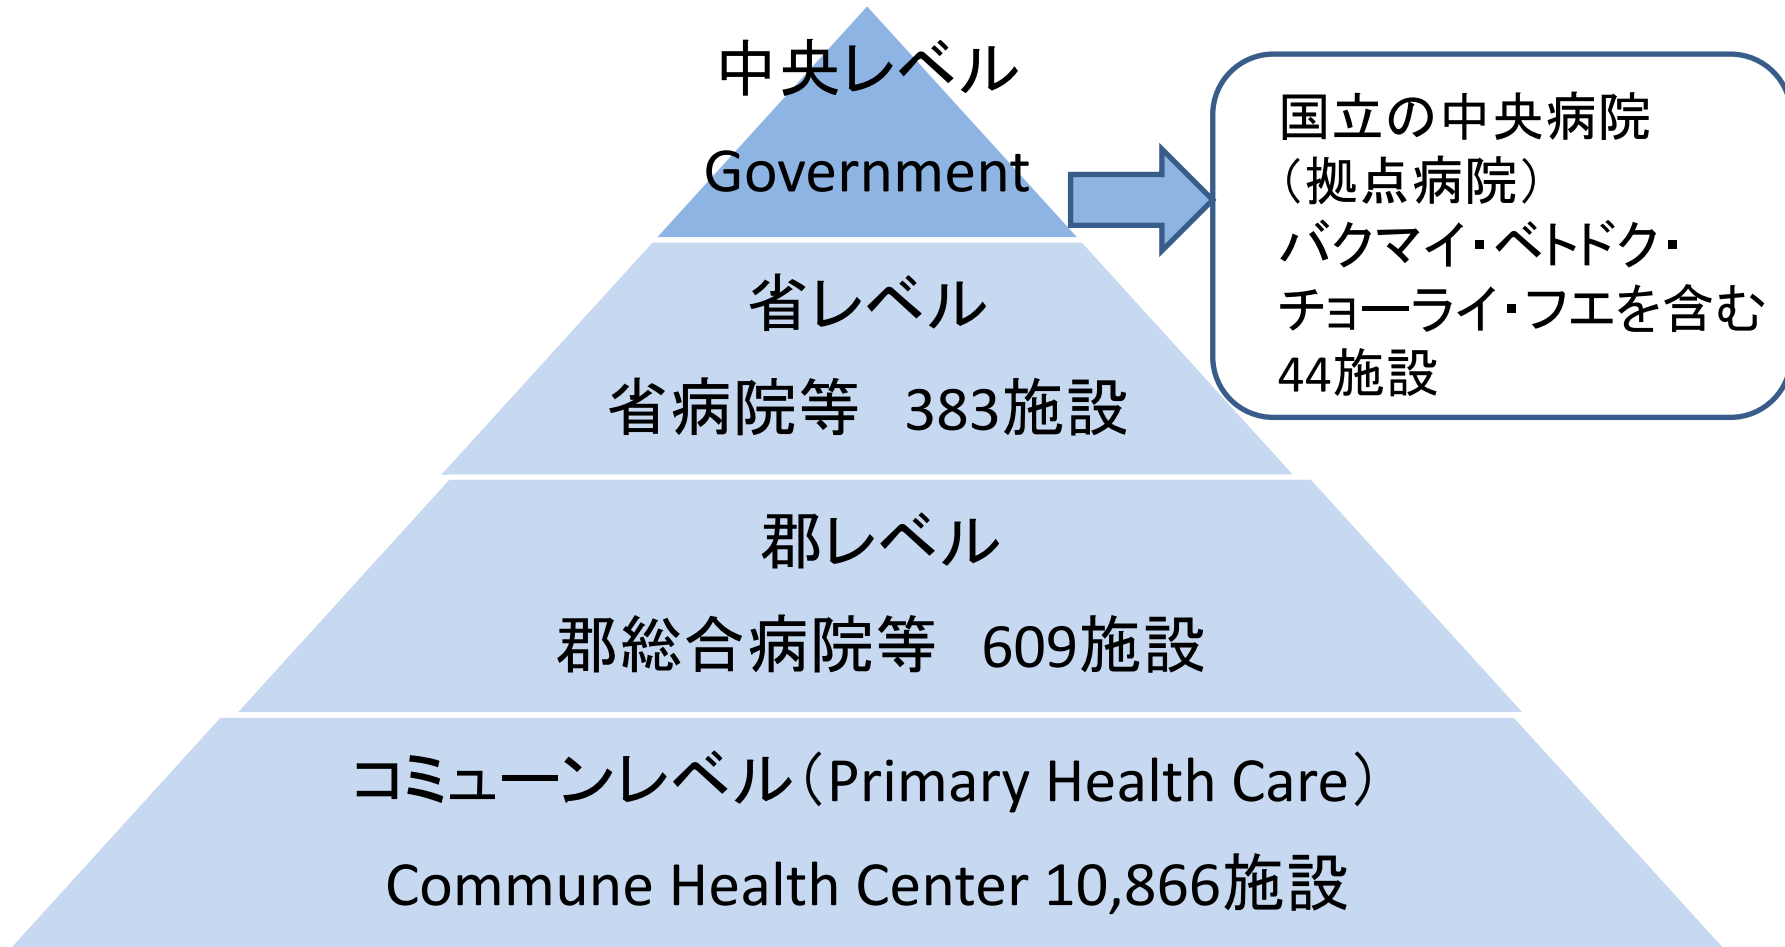 中央レベル
Government
国立の中央病院
（拠点病院）
バクマイ・ベトドク・
チョーライ・フエを含む
44施設
省レベル
省病院等　383施設
郡レベル
郡総合病院等　609施設
コミューンレベル（Primary Health Care）
Commune Health Center 10,866施設